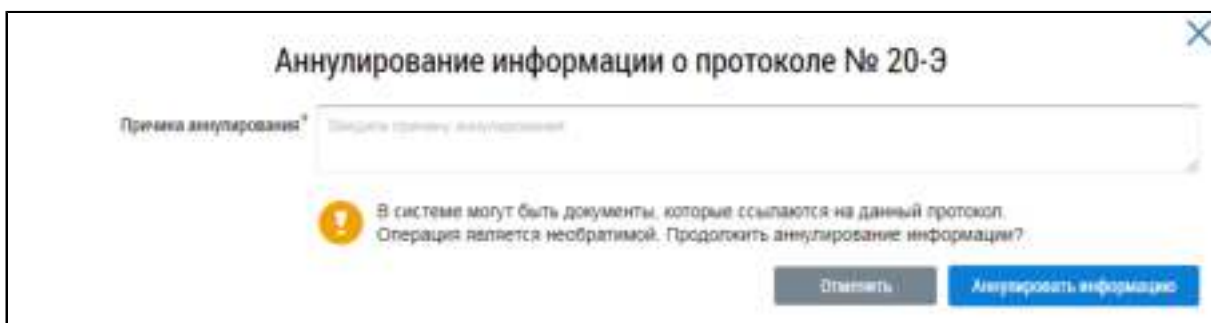 Аннулирование информации о протоколе № 20-Э
Причина аннулирования*
Введите причину аннулирования
В системе могут быть документы, которые ссылаются на данный протокол.
Операция является необратимой. Продолжить аннулирование информации?
Отменить
Аннулировать информацию